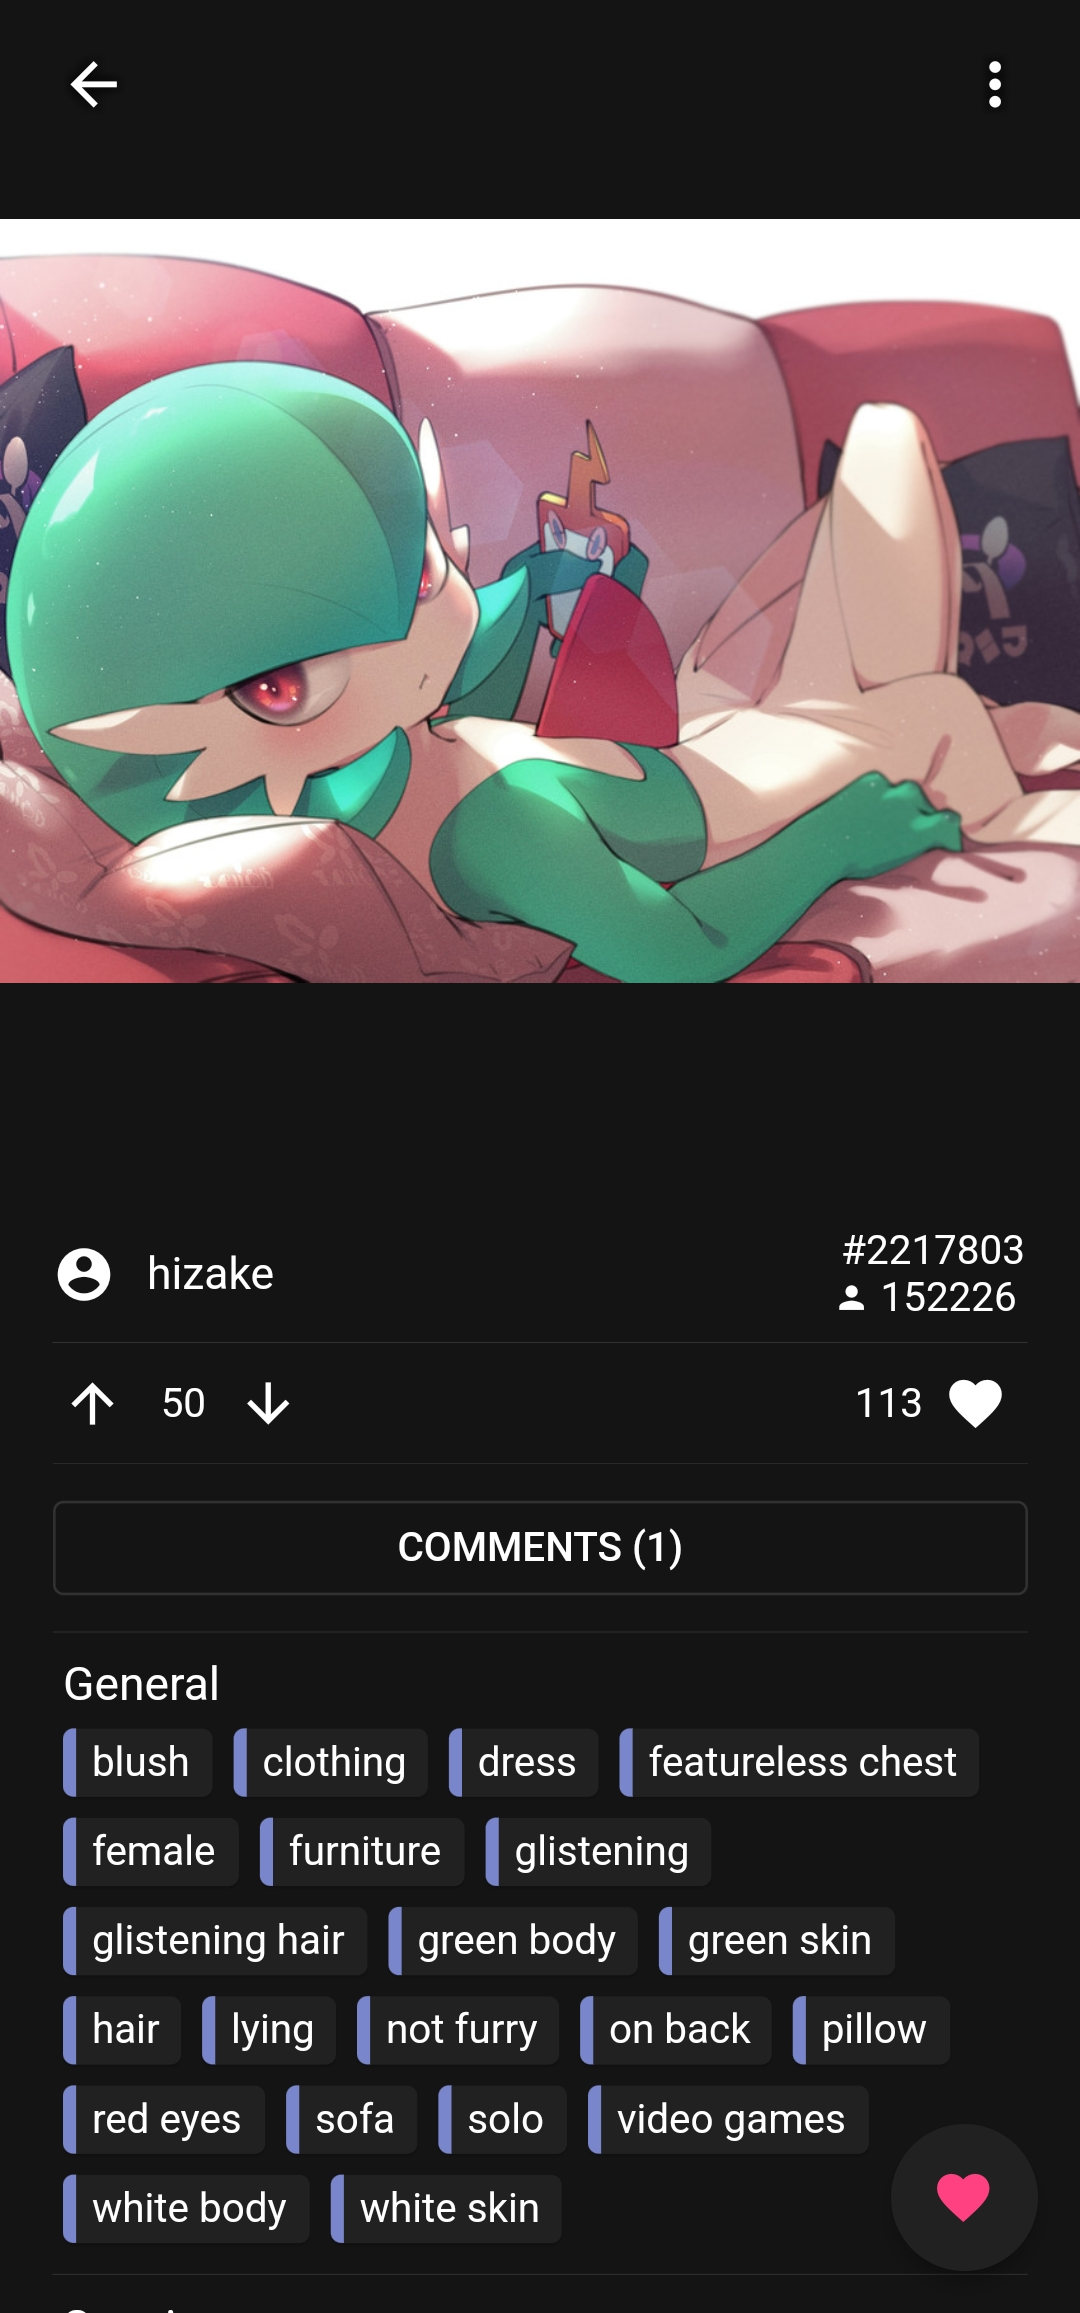 hizake
#2217803
152226
50
113
COMMENTS (1)
General
blush clothing dress featureless chest
female furniture glistening
glistening hair green body green skin
hair lying not furry on back pillow
red eyes sofa solo video games
white body white skin